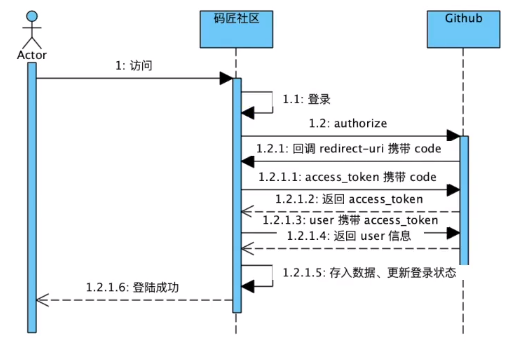 码匠社区
Github
Actor
1: 访问
1.1: 登录
1.2: authorize
1.2.1: 回调 redirect-uri 携带 code
1.2.1.1: access_token 携带 code
1.2.1.2: 返回 access_token
1.2.1.3: user 携带 access_token
1.2.1.4: 返回 user 信息
1.2.1.5: 存入数据、更新登录状态
1.2.1.6: 登陆成功